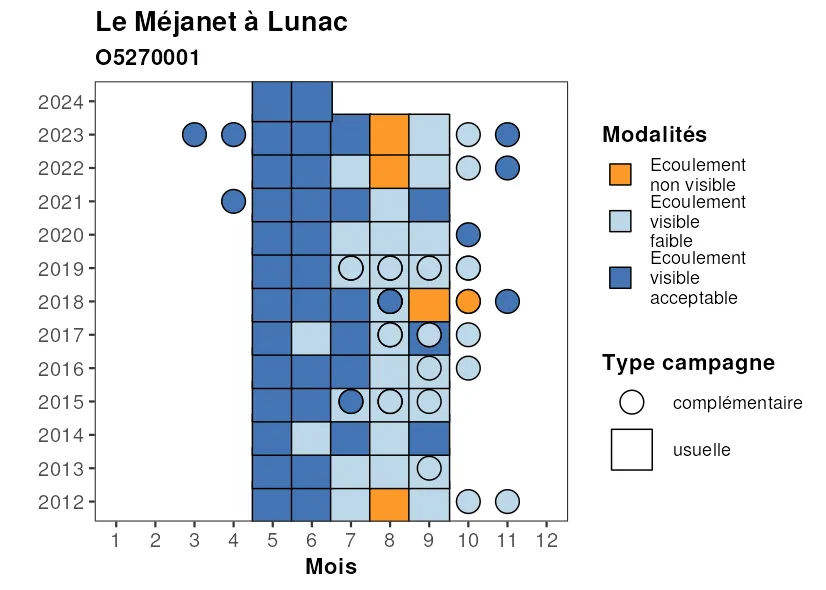 Le Méjanet à Lunac
O5270001
2024
2023
2022
2021
2020
2019
2018
2017
2016
2015
2014
2013
2012
1 2 3 4 5 6 7 8 9 10 11 12
Mois
Modalités
Ecoulement
non visible
Ecoulement
visible
faible
Ecoulement
visible
acceptable
Type campagne
complémentaire
usuelle